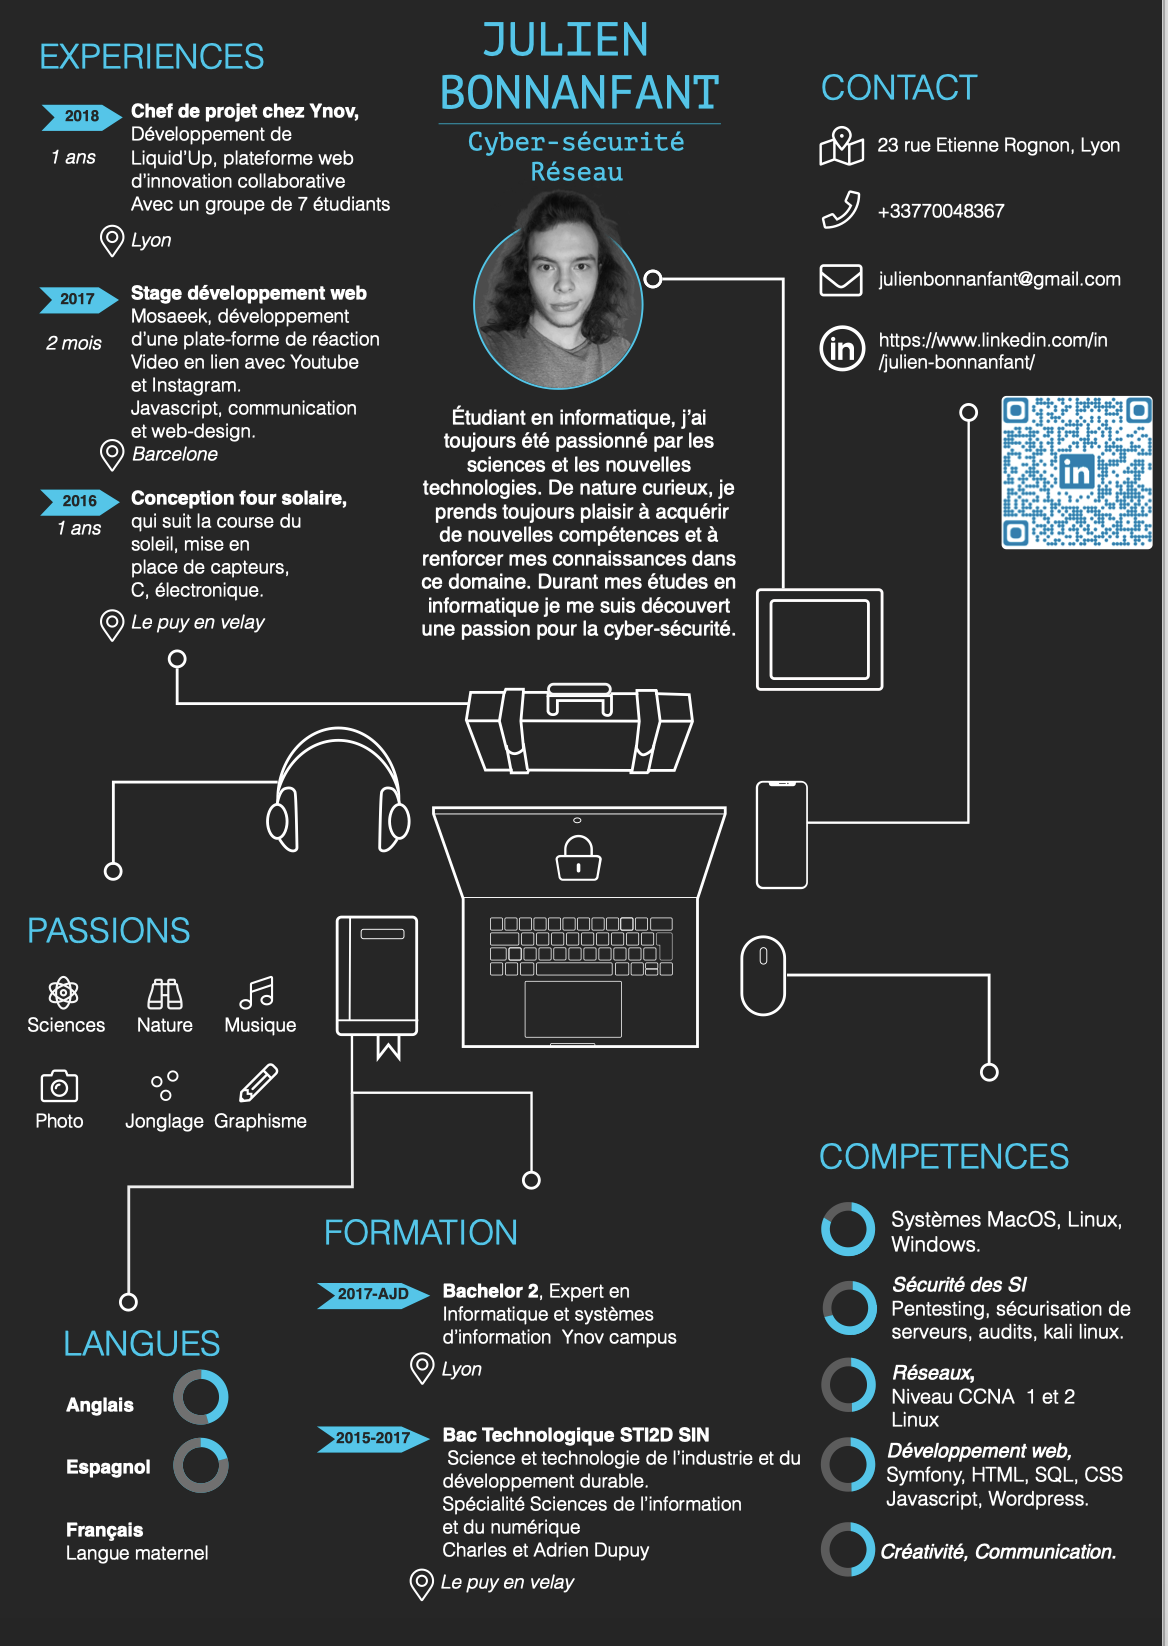 JULIEN
BONNANFANT
Cyber-sécurité
Réseau
EXPERIENCES
2018
1 ans
Chef de projet chez Ynov,
Développement de
Liquid’Up, plateforme web
d’innovation collaborative
Avec un groupe de 7 étudiants
Lyon
2017
2 mois
Stage développement web
Mosaeek, développement
d’une plate-forme de réaction
Video en lien avec Youtube
et Instagram.
Javascript, communication
et web-design.
Barcelone
2016
1 ans
Conception four solaire,
qui suit la course du
soleil, mise en
place de capteurs,
C, électronique.
Le puy en velay
Étudiant en informatique, j’ai
toujours été passionné par les
sciences et les nouvelles
technologies. De nature curieux, je
prends toujours plaisir à acquérir
de nouvelles compétences et à
renforcer mes connaissances dans
ce domaine. Durant mes études en
informatique je me suis découvert
une passion pour la cyber-sécurité.
CONTACT
23 rue Etienne Rognon, Lyon
+33770048367
julienbonnanfant@gmail.com
in
https://www.linkedin.com/in
/julien-bonnanfant/
in
PASSIONS
Sciences
Nature
Musique
Photo
Jonglage
Graphisme
LANGUES
Anglais
Espagnol
Français
Langue maternel
FORMATION
2017-AJD
Bachelor 2, Expert en
Informatique et systèmes
d’information Ynov campus
Lyon
2015-2017
Bac Technologique STI2D SIN
Science et technologie de l’industrie et du
développement durable.
Spécialité Sciences de l’information
et du numérique
Charles et Adrien Dupuy
Le puy en velay
COMPETENCES
Systèmes MacOS, Linux,
Windows.
Sécurité des SI
Pentesting, sécurisation de
serveurs, audits, kali linux.
Réseaux,
Niveau CCNA 1 et 2
Linux
Développement web,
Symfony, HTML, SQL, CSS
Javascript, Wordpress.
Créativité, Communication.